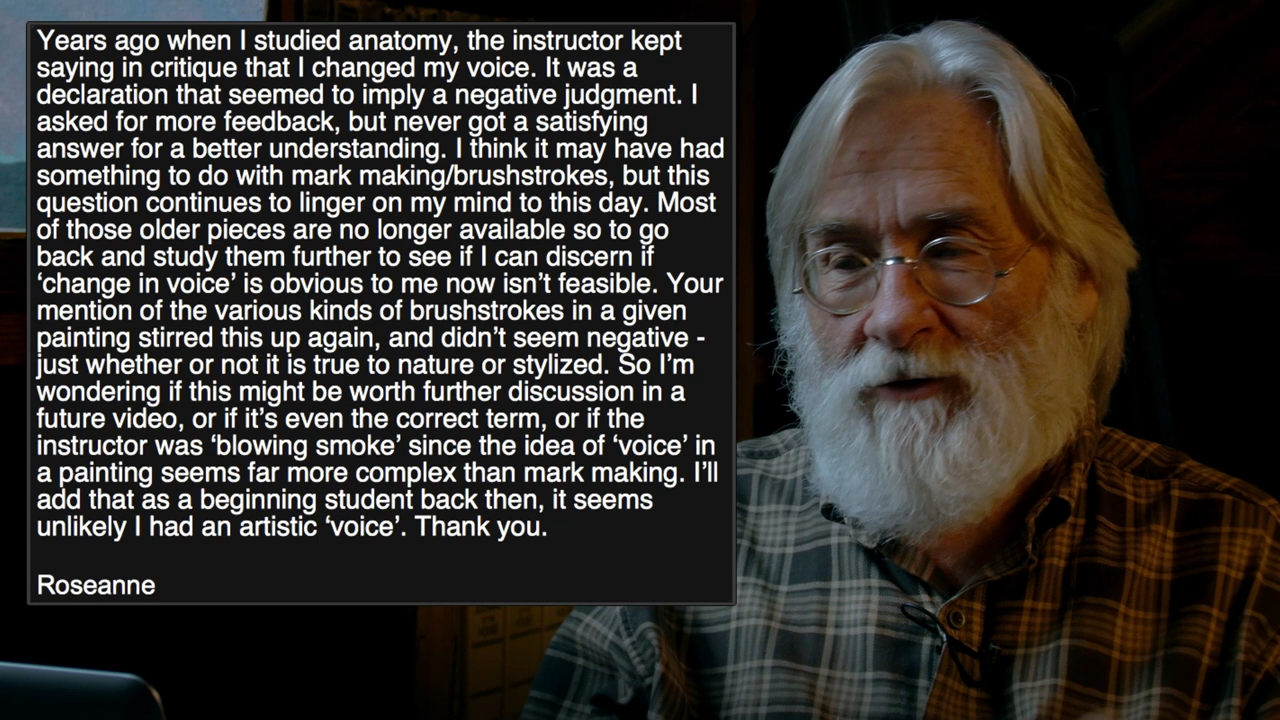 Years ago when I studied anatomy, the instructor kept
saying in critique that I changed my voice. It was a
declaration that seemed to imply a negative judgment. I
asked for more feedback, but never got a satisfying
answer for a better understanding. I think it may have had
something to do with mark making/brushstrokes, but this
question continues to linger on my mind to this day. Most
of those older pieces are no longer available so to go
back and study them further to see if I can discern if
‘change in voice’ is obvious to me now isn’t feasible. Your
mention of the various kinds of brushstrokes in a given
painting stirred this up again, and didn’t seem negative -
just whether or not it is true to nature or stylized. So I’m
wondering if this might be worth further discussion in a
future video, or if it’s even the correct term, or if the
instructor was ‘blowing smoke’ since the idea of ‘voice’ in
a painting seems far more complex than mark making. I’ll
add that as a beginning student back then, it seems
unlikely I had an artistic ‘voice’. Thank you.
Roseanne